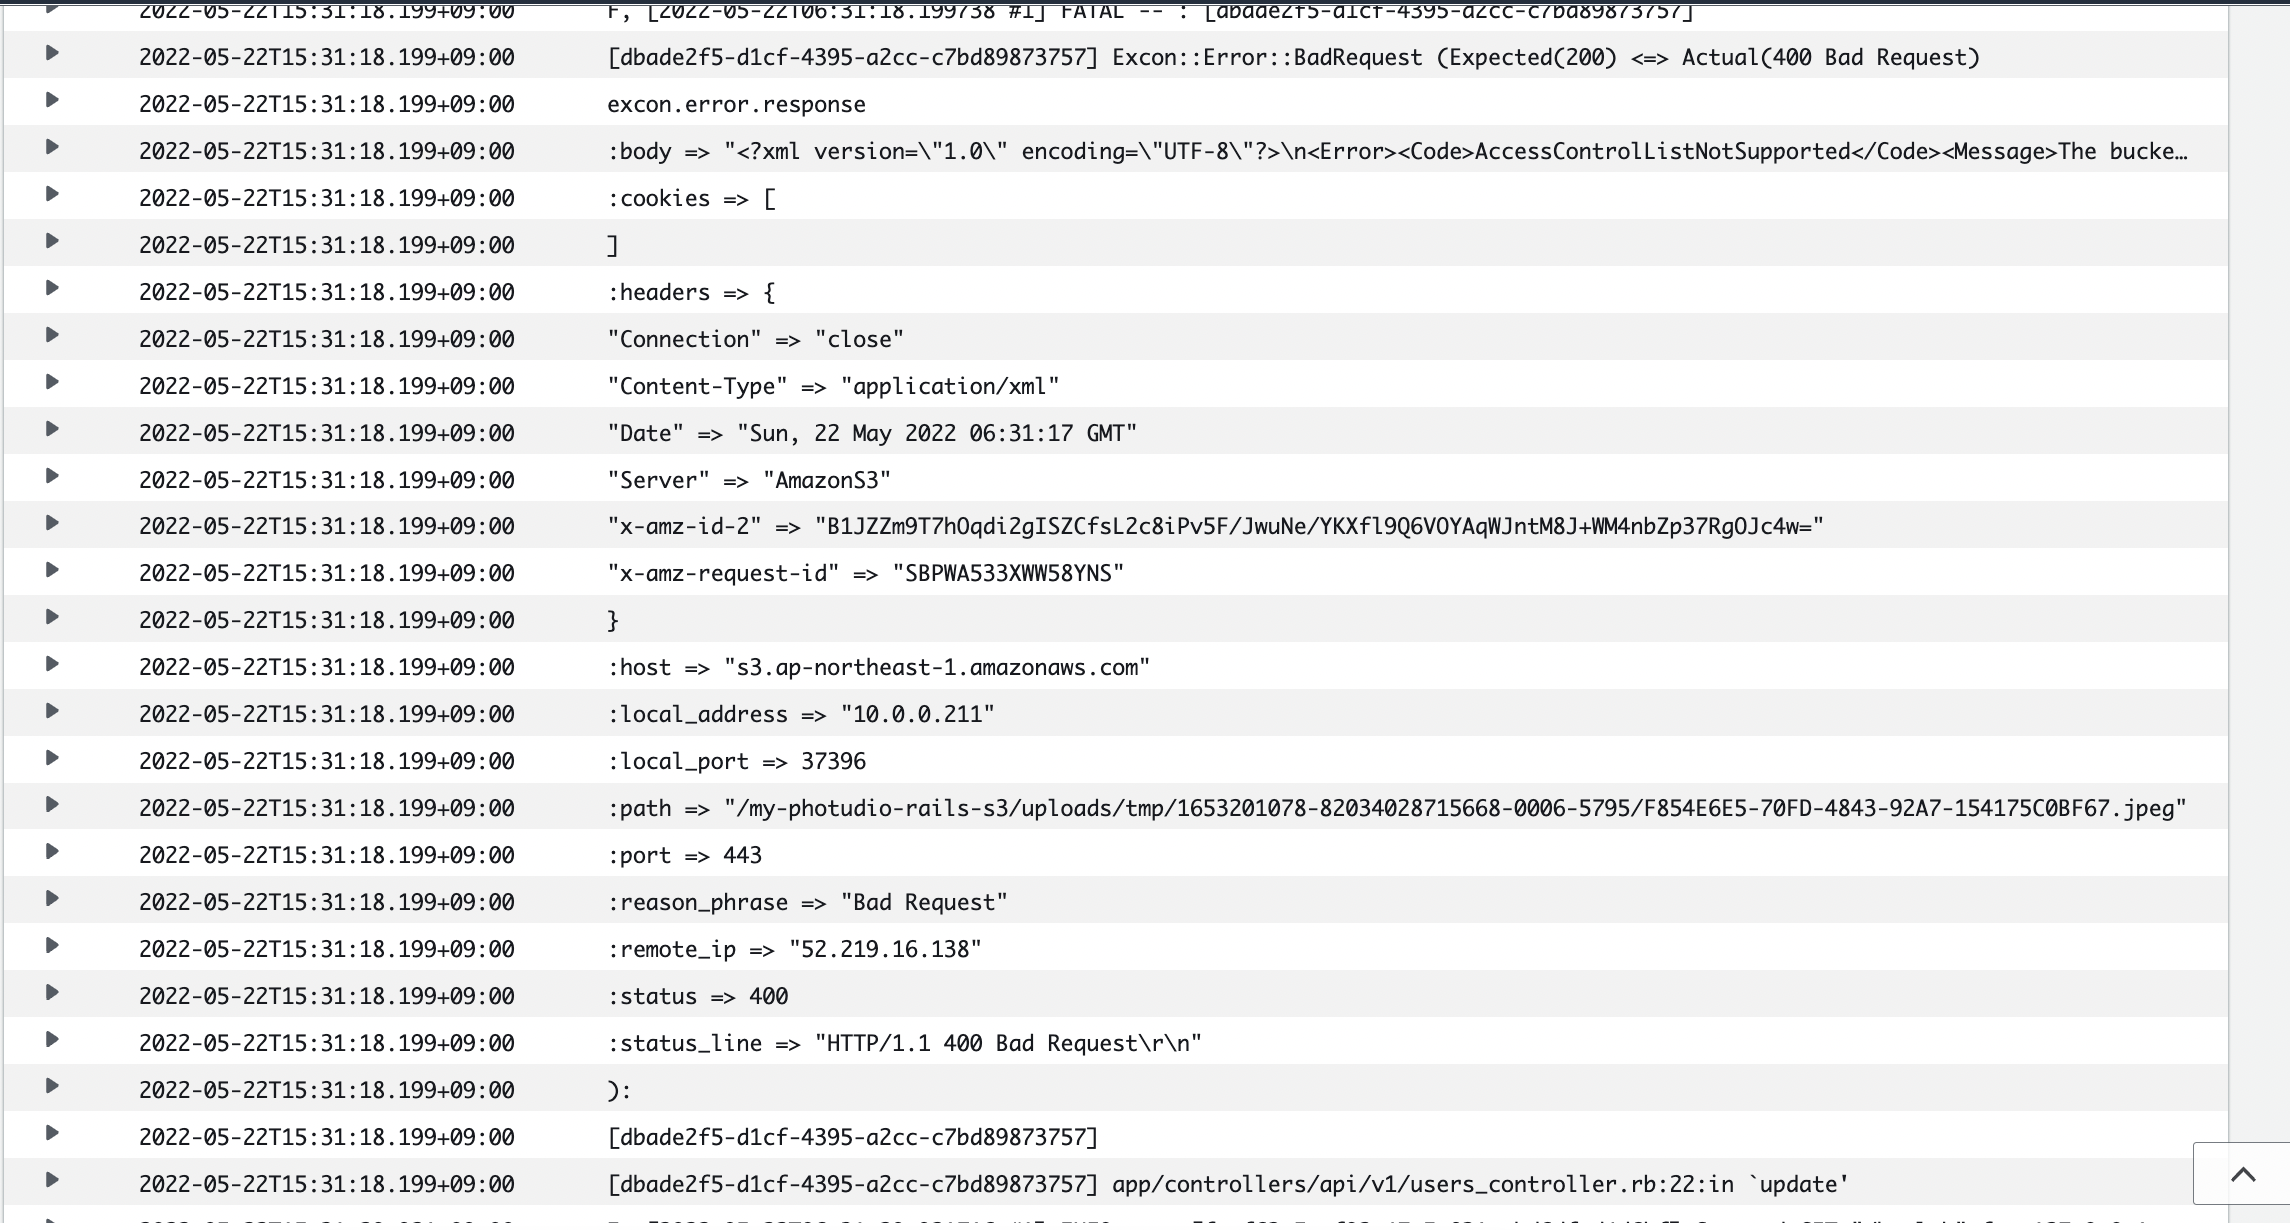 2022-05-22T15:31:18.199+09:00 F, [2022-05-22T06:31:18.199738 #1] FATAL -- : [dbade2f5-d1cf-4395-a2cc-c7bd89873757]
2022-05-22T15:31:18.199+09:00 [dbade2f5-d1cf-4395-a2cc-c7bd89873757] Excon::Error::BadRequest (Expected(200) <=> Actual(400 Bad Request)
2022-05-22T15:31:18.199+09:00 excon.error.response
2022-05-22T15:31:18.199+09:00 :body => "<?xml version=\"1.0\" encoding=\"UTF-8\"?>\n<Error><Code>AccessControlListNotSupported</Code><Message>The bucke…
2022-05-22T15:31:18.199+09:00 :cookies => [
2022-05-22T15:31:18.199+09:00 ]
2022-05-22T15:31:18.199+09:00 :headers => {
2022-05-22T15:31:18.199+09:00 "Connection" => "close"
2022-05-22T15:31:18.199+09:00 "Content-Type" => "application/xml"
2022-05-22T15:31:18.199+09:00 "Date" => "Sun, 22 May 2022 06:31:17 GMT"
2022-05-22T15:31:18.199+09:00 "Server" => "AmazonS3"
2022-05-22T15:31:18.199+09:00 "x-amz-id-2" => "B1JZZm9T7hOqdi2gISZCfsL2c8iPv5F/JwuNe/YKXfl9Q6VOYAqWJntM8J+WM4nbZp37RgOJc4w="
2022-05-22T15:31:18.199+09:00 "x-amz-request-id" => "SBPWA533XWW58YNS"
2022-05-22T15:31:18.199+09:00 }
2022-05-22T15:31:18.199+09:00 :host => "s3.ap-northeast-1.amazonaws.com"
2022-05-22T15:31:18.199+09:00 :local_address => "10.0.0.211"
2022-05-22T15:31:18.199+09:00 :local_port => 37396
2022-05-22T15:31:18.199+09:00 :path => "/my-photudio-rails-s3/uploads/tmp/1653201078-82034028715668-0006-5795/F854E6E5-70FD-4843-92A7-154175C0BF67.jpeg"
2022-05-22T15:31:18.199+09:00 :port => 443
2022-05-22T15:31:18.199+09:00 :reason_phrase => "Bad Request"
2022-05-22T15:31:18.199+09:00 :remote_ip => "52.219.16.138"
2022-05-22T15:31:18.199+09:00 :status => 400
2022-05-22T15:31:18.199+09:00 :status_line => "HTTP/1.1 400 Bad Request\r\n"
2022-05-22T15:31:18.199+09:00 ):
2022-05-22T15:31:18.199+09:00 [dbade2f5-d1cf-4395-a2cc-c7bd89873757]
2022-05-22T15:31:18.199+09:00 [dbade2f5-d1cf-4395-a2cc-c7bd89873757] app/controllers/api/v1/users_controller.rb:22:in `update'